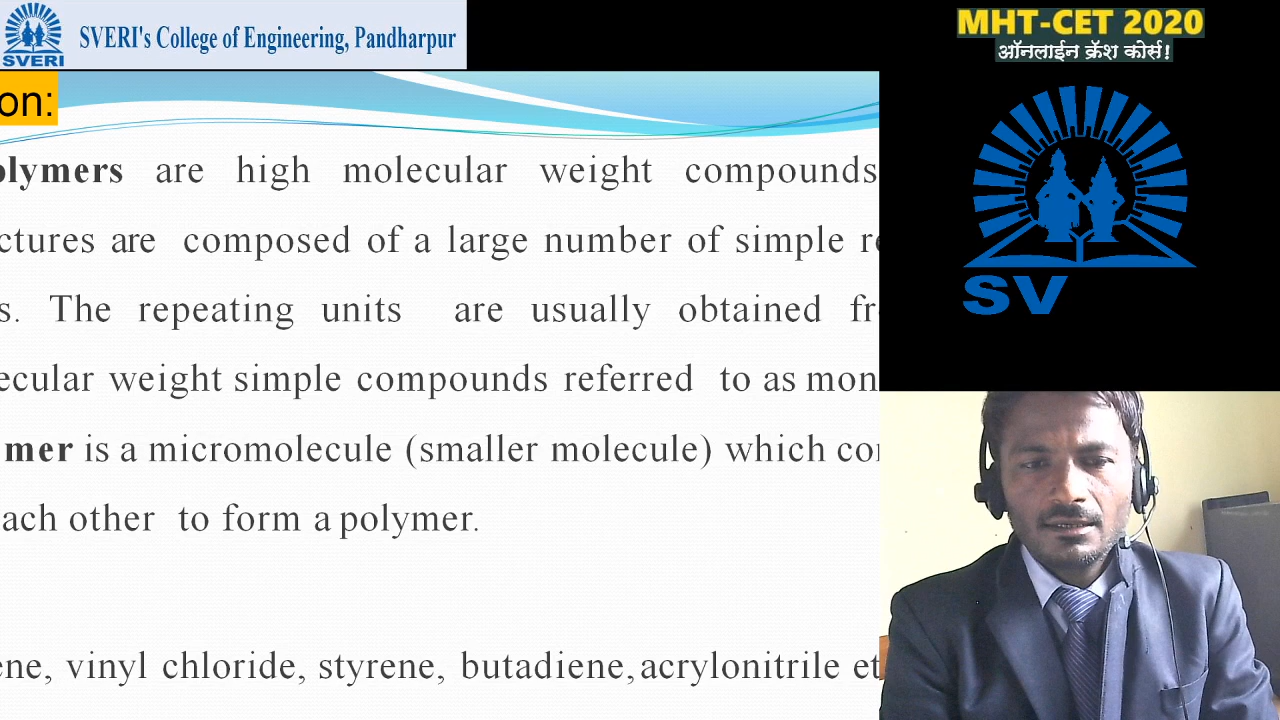 SVERI
SVERI's College of Engineering, Pandharpur
MHT-CET 2020
ऑनलाईन क्रॅश कोर्स!
on:
olymers are high molecular weight compounds
ctures are composed of a large number of simple re
s. The repeating units are usually obtained fr
ecular weight simple compounds referred to as mon
mer is a micromolecule (smaller molecule) which cor
ach other to form a polymer.
ene, vinyl chloride, styrene, butadiene, acrylonitrile et
SV